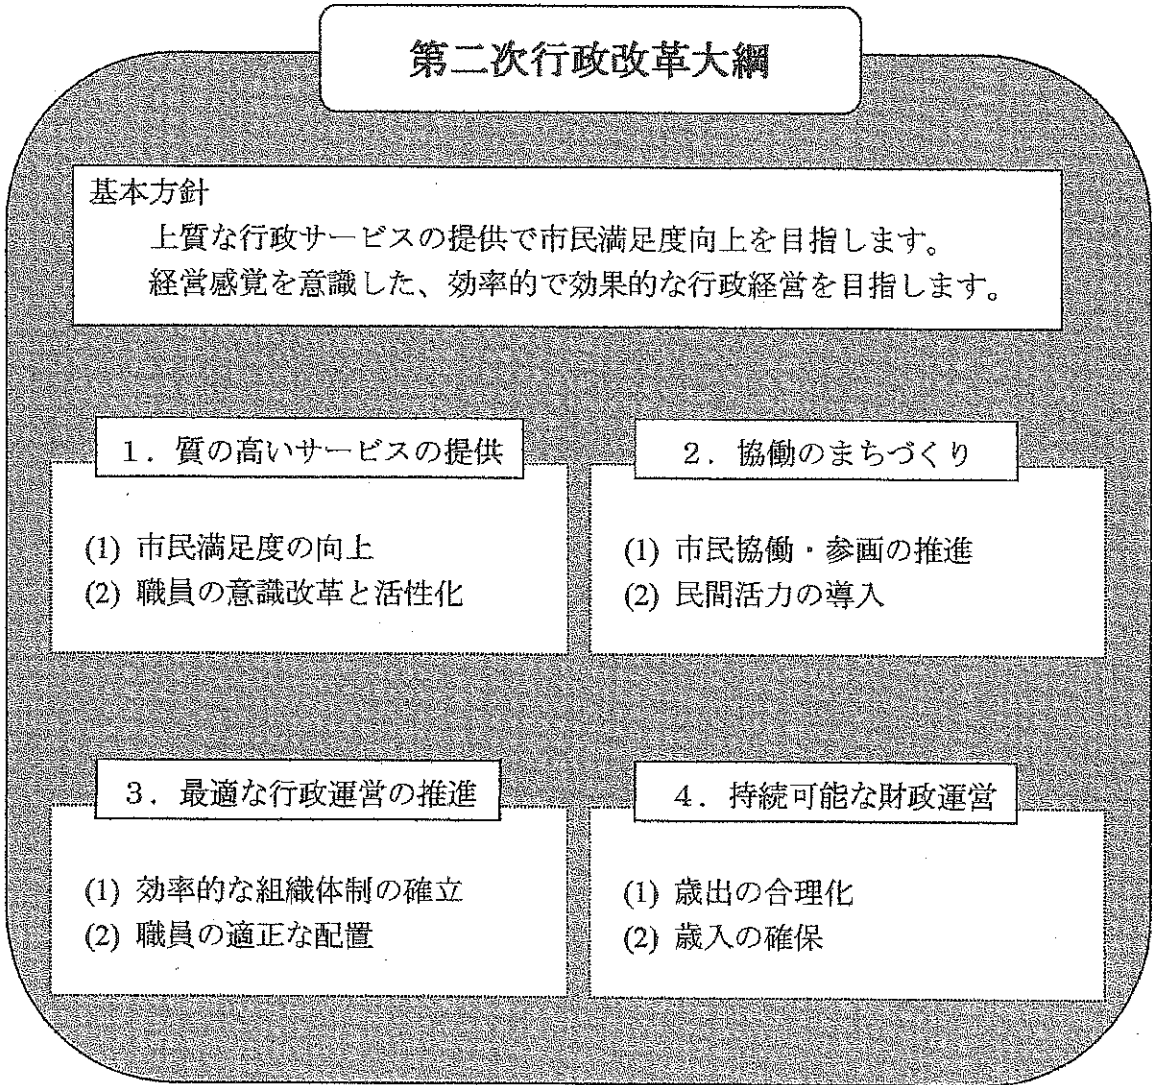 第二次行政改革大綱
基本方針
上質な行政サービスの提供で市民満足度向上を目指します。
経営感覚を意識した、効率的で効果的な行政経営を目指します。
1．質の高いサービスの提供
(1) 市民満足度の向上
(2) 職員の意識改革と活性化
2．協働のまちづくり
(1) 市民協働・参画の推進
(2) 民間活力の導入
3．最適な行政運営の推進
(1) 効率的な組織体制の確立
(2) 職員の適正な配置
4．持続可能な財政運営
(1) 歳出の合理化
(2) 歳入の確保